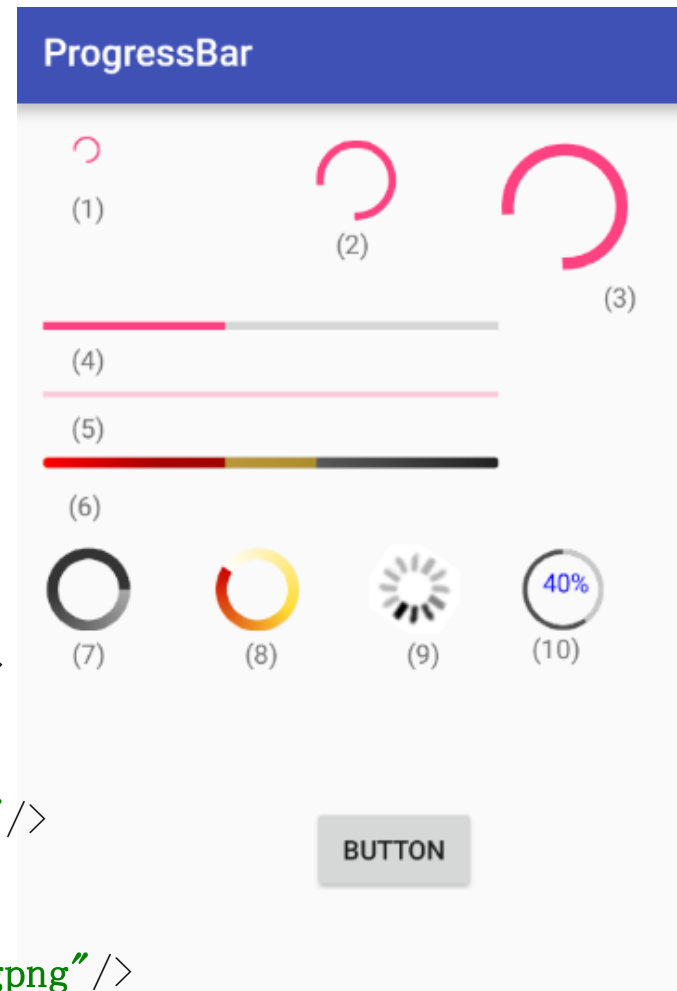 ProgressBar
(1)
(2)
(3)
(4)
(5)
(6)
40%
(7) (8) (9) (10)
>
"/>
BUTTON
gpng"/>